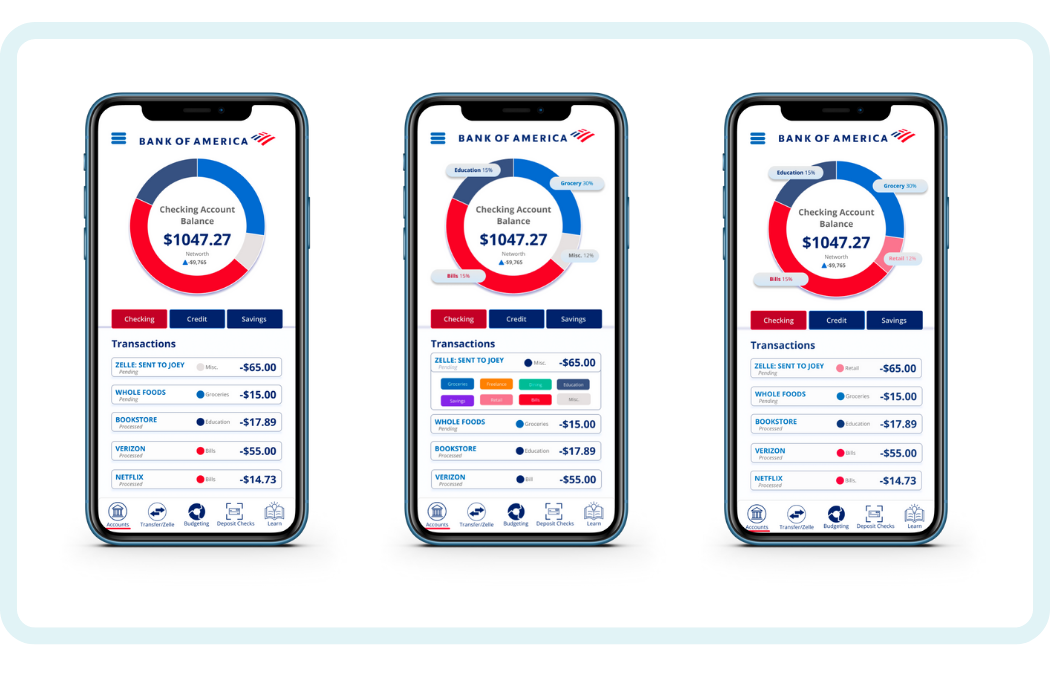 BANK OF AMERICA
Checking Account
Balance
$1047.27
Networth
-$9,765
Checking Credit Savings
Transactions
ZELLE: SENT TO JOEY Misc. -$65.00
Pending
WHOLE FOODS Groceries -$15.00
Pending
BOOKSTORE Education -$17.89
Processed
VERIZON Bills -$55.00
Processed
NETFLIX Bills -$14.73
Processed
Accounts Transfer/Zelle Budgeting Deposit Checks Learn
BANK OF AMERICA
Education 15%
Grocery 30%
Checking Account
Balance
$1047.27
Networth
-$9,765
Misc. 12%
Bills 15%
Checking Credit Savings
Transactions
ZELLE: SENT TO JOEY Misc. -$65.00
Pending
Groceries Dining Education
Savings Retail Bills Misc.
WHOLE FOODS Groceries -$15.00
Pending
BOOKSTORE Education -$17.89
Processed
VERIZON Bill -$55.00
Processed
Accounts Transfer/Zelle Budgeting Deposit Checks Learn
BANK OF AMERICA
Education 15%
Grocery 30%
Checking Account
Balance
$1047.27
Networth
-$9,765
Retail 12%
Bills 15%
Checking Credit Savings
Transactions
ZELLE: SENT TO JOEY Retail -$65.00
Pending
WHOLE FOODS Groceries -$15.00
Pending
BOOKSTORE Education -$17.89
Processed
VERIZON Bills -$55.00
Processed
NETFLIX Bills -$14.73
Processed
Accounts Transfer/Zelle Budgeting Deposit Checks Learn